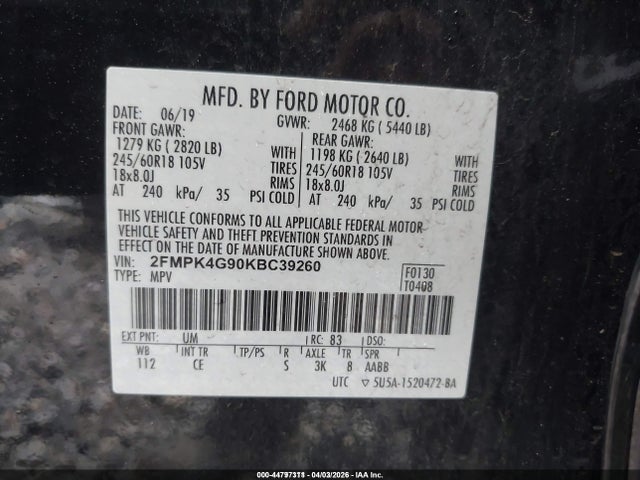 MFD. BY FORD MOTOR CO.
DATE: 06/19 GVWR: 2468 KG ( 5440 LB)
FRONT GAWR: REAR GAWR:
1279 KG ( 2820 LB) WITH 1198 KG ( 2640 LB) WITH
245/60R18 105V TIRES 245/60R18 105V TIRES
18x8.0J RIMS 18x8.0J RIMS
AT 240 kPa/ 35 PSI COLD AT 240 kPa/ 35 PSI COLD
THIS VEHICLE CONFORMS TO ALL APPLICABLE FEDERAL MOTOR
VEHICLE SAFETY AND THEFT PREVENTION STANDARDS IN
EFFECT ON THE DATE OF MANUFACTURE SHOWN ABOVE.
VIN: 2FMPK4G90KBC39260 F0130
TYPE: MPV T0408
EXT PNT: UM RC: 83 DSO:
WB INT TR TP/PS R AXLE TR SPR
112 CE S 3K 8 AABB
UTC ▽ 5U5A-1520472-BA
000-44797318 - 04/03/2026 - IAA Inc.